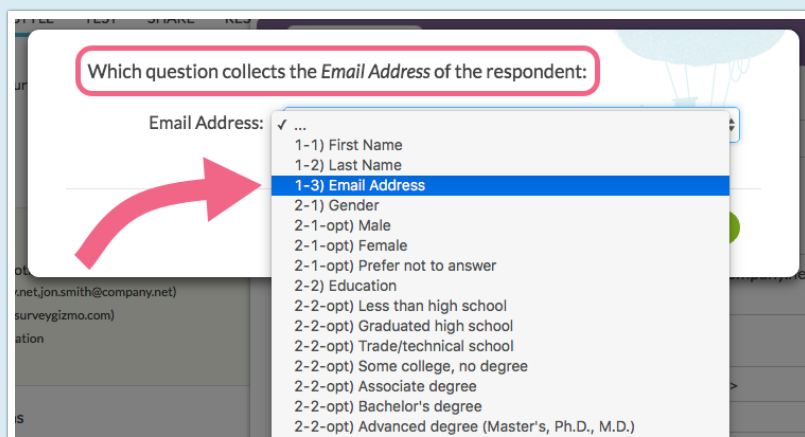 STYLE TEST SHARE RES
Which question collects the Email Address of the respondent:
Email Address:
✓ ...
1-1) First Name
1-2) Last Name
1-3) Email Address
2-1) Gender
2-1-opt) Male
2-1-opt) Female
2-1-opt) Prefer not to answer
2-2) Education
2-2-opt) Less than high school
2-2-opt) Graduated high school
2-2-opt) Trade/technical school
2-2-opt) Some college, no degree
2-2-opt) Associate degree
2-2-opt) Bachelor's degree
2-2-opt) Advanced degree (Master's, Ph.D., M.D.)
y.net,jon.smith@company.net)
surveygizmo.com)
ation
>
ns